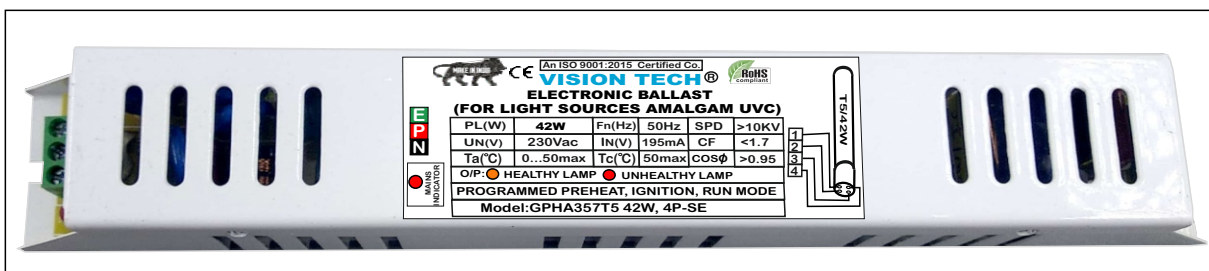 MAKE IN INDIA
CE
An ISO 9001:2015 Certified Co.
VISION TECH®
RoHS
compliant
ELECTRONIC BALLAST
(FOR LIGHT SOURCES AMALGAM UVC)
E
P
N
MAINS INDICATOR
PL(W) 42W Fn(Hz) 50Hz SPD >10KV
UN(V) 230Vac IN(V) 195mA CF <1.7
Ta(℃) 0...50max Tc(℃) 50max COSϕ >0.95
O/P: HEALTHY LAMP UNHEALTHY LAMP
PROGRAMMED PREHEAT, IGNITION, RUN MODE
Model:GPHA357T5 42W, 4P-SE
1
2
3
4
T5/42W